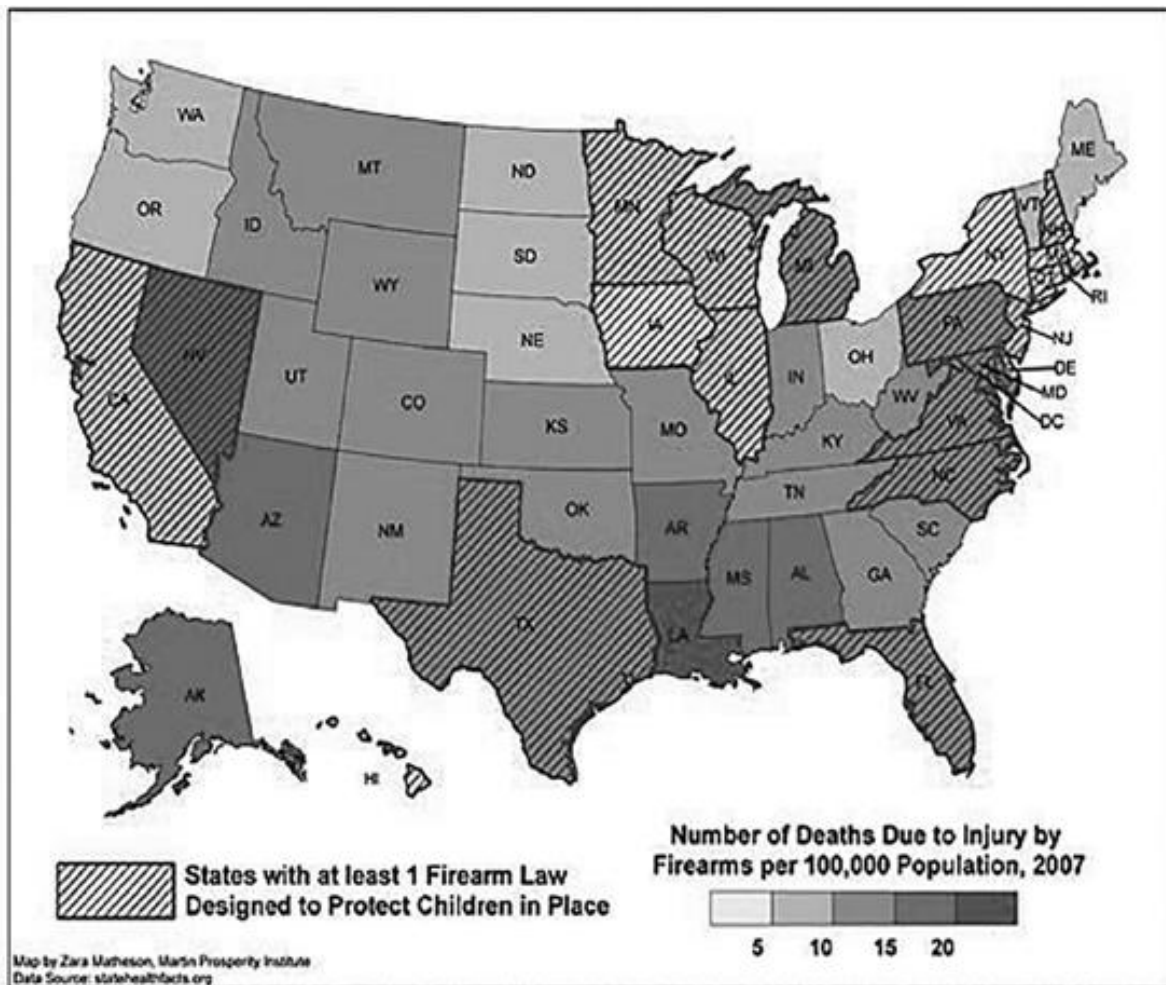 WA
MT
ND
ME
OR
ID
MN
VT
NH
SD
WI
NY
WY
MI
RI
IA
CT
NE
PA
NJ
NV
UT
IL
IN
OH
DE
CA
CO
WV
MD
KS
MO
KY
VA
DC
NC
TN
AZ
NM
OK
AR
SC
MS
AL
GA
TX
LA
AK
FL
HI
States with at least 1 Firearm Law
Designed to Protect Children in Place
Number of Deaths Due to Injury by
Firearms per 100,000 Population, 2007
5 10 15 20
Map by Zara Matheson, Martin Prosperity Institute
Data Source: statehealthfacts.org